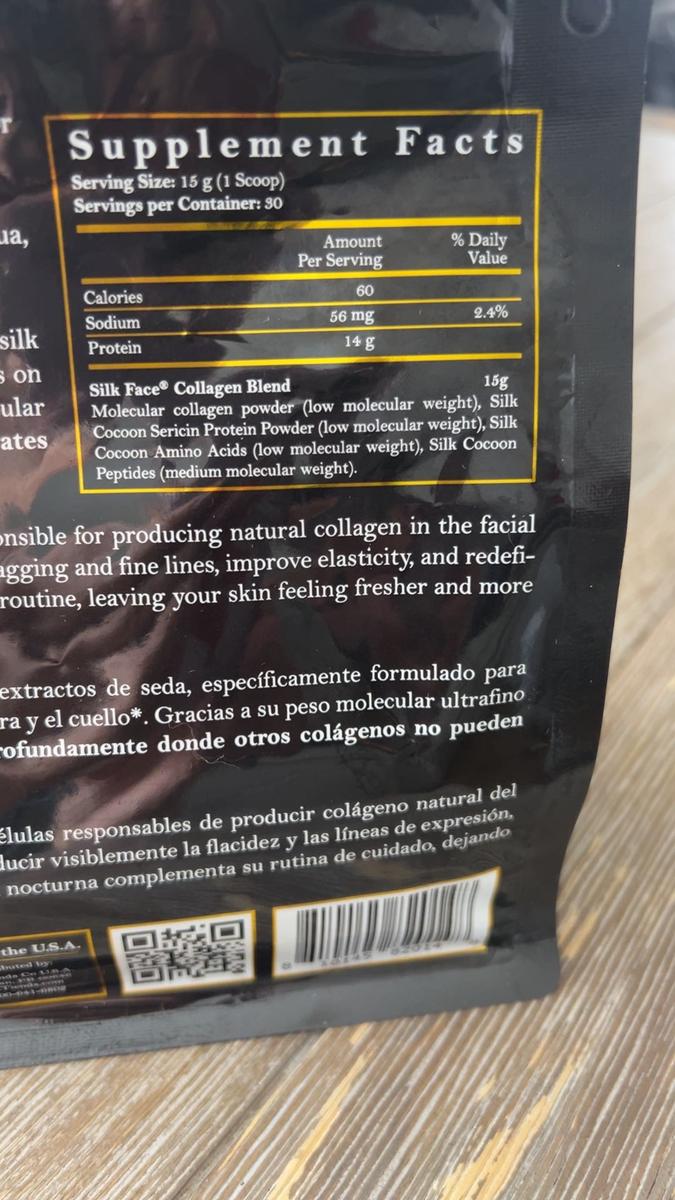 r
Supplement Facts
Serving Size: 15 g (1 Scoop)
Servings per Container: 30
Amount Per Serving
% Daily Value
Calories 60
Sodium 56 mg 2.4%
Protein 14 g
Silk Face® Collagen Blend 15g
Molecular collagen powder (low molecular weight), Silk
Cocoon Sericin Protein Powder (low molecular weight), Silk
Cocoon Amino Acids (low molecular weight), Silk Cocoon
Peptides (medium molecular weight).
ua,
silk
s on
ular
ates
onsible for producing natural collagen in the facial
agging and fine lines, improve elasticity, and redefi-
routine, leaving your skin feeling fresher and more
extractos de seda, específicamente formulado para
ra y el cuello*. Gracias a su peso molecular ultrafino
rofundamente donde otros colágenos no pueden
élulas responsables de producir colágeno natural del
ducir visiblemente la flacidez y las líneas de expresión,
nocturna complementa su rutina de cuidado, dejando
the U.S.A.
buted by: